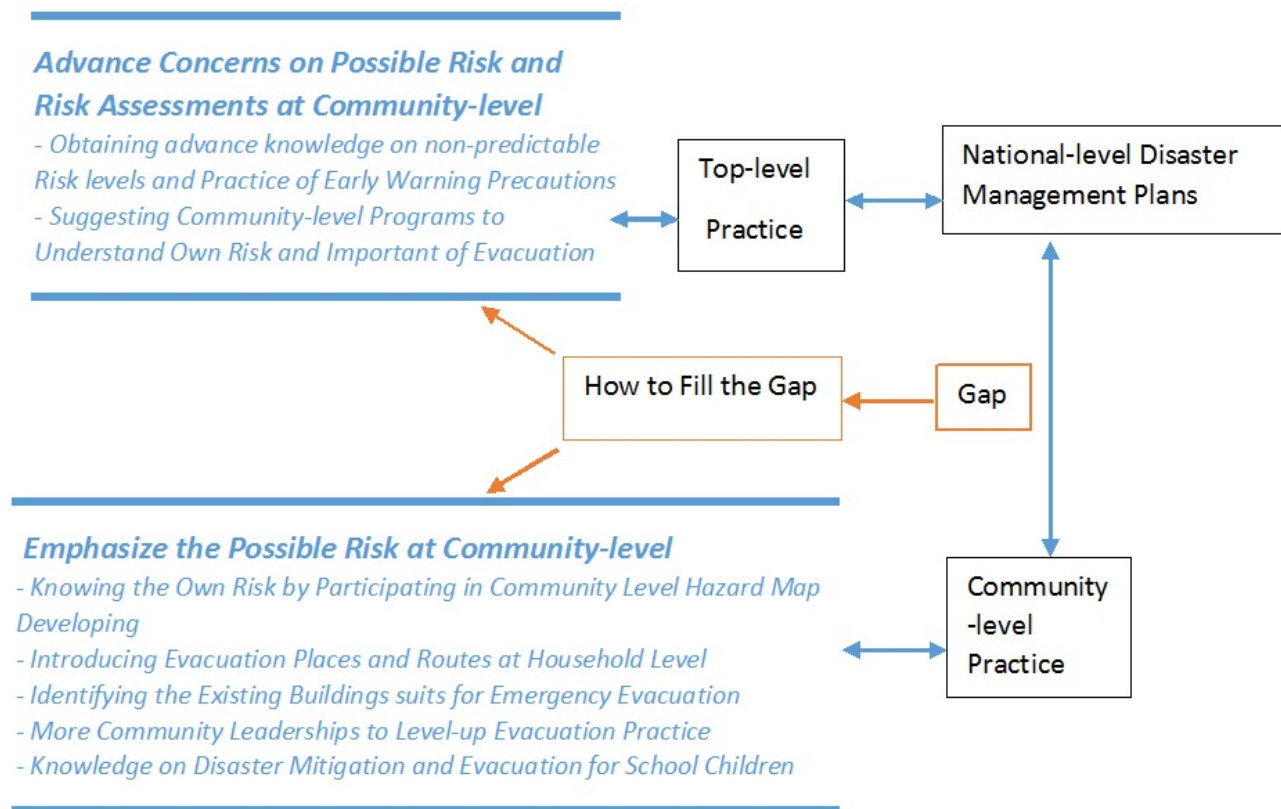 Advance Concerns on Possible Risk and
Risk Assessments at Community-level
- Obtaining advance knowledge on non-predictable
Risk levels and Practice of Early Warning Precautions
- Suggesting Community-level Programs to
Understand Own Risk and Important of Evacuation
Top-level
Practice
National-level Disaster
Management Plans
How to Fill the Gap
Gap
Emphasize the Possible Risk at Community-level
- Knowing the Own Risk by Participating in Community Level Hazard Map
Developing
- Introducing Evacuation Places and Routes at Household Level
- Identifying the Existing Buildings suits for Emergency Evacuation
- More Community Leaderships to Level-up Evacuation Practice
- Knowledge on Disaster Mitigation and Evacuation for School Children
Community
-level
Practice